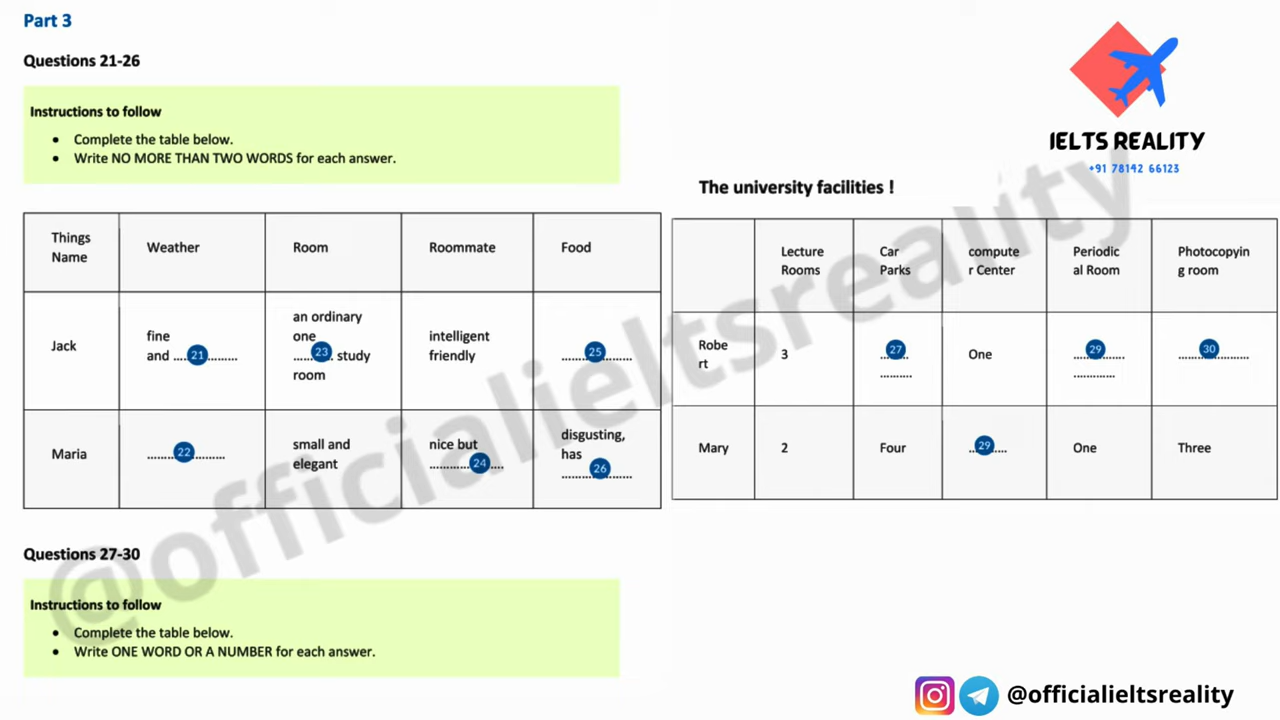 Part 3
Questions 21-26
Instructions to follow
• Complete the table below.
• Write NO MORE THAN TWO WORDS for each answer.
Things
Name
Weather
Room
Roommate
Food
Jack
fine
and ....21............
an ordinary
one
........23..... study
room
intelligent
friendly
........25............
Maria
........22............
small and
elegant
nice but
............24....
disgusting,
has
........26............
Questions 27-30
Instructions to follow
• Complete the table below.
• Write ONE WORD OR A NUMBER for each answer.
IELTS REALITY
+91 78142 66123
The university facilities !
Lecture
Rooms
Car
Parks
compute
r Center
Periodic
al Room
Photocopyin
g room
Robe
rt
3
...27...
..........
One
.....29........
.............
.......30............
Mary
2
Four
...29.....
One
Three
@officialieltsreality
@officialieltsreality